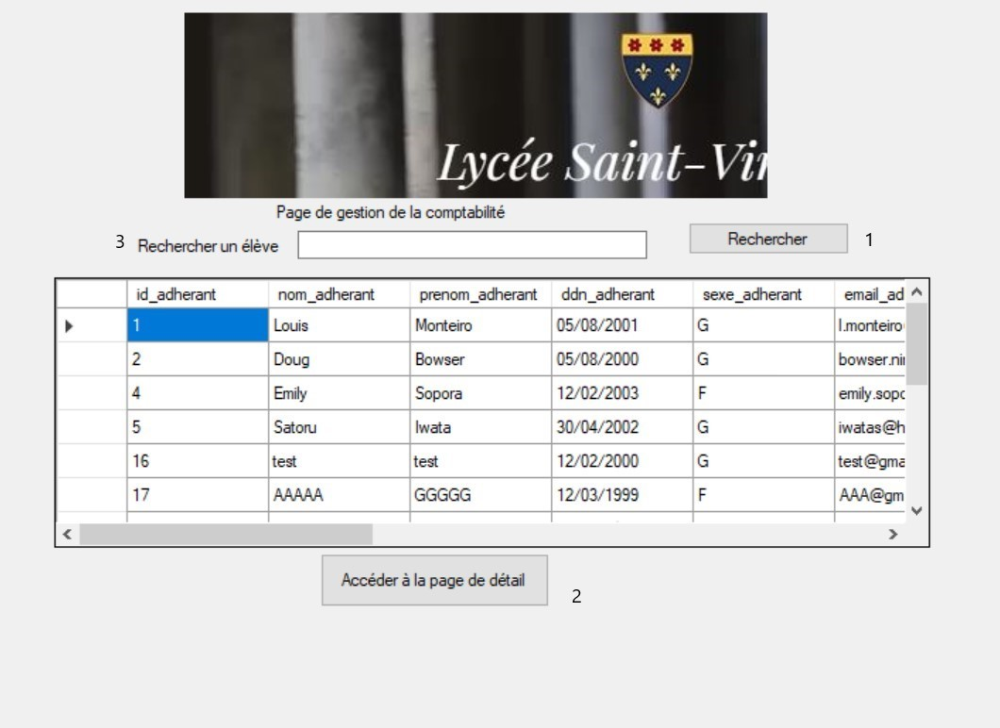 Lycée Saint-Vin
Page de gestion de la comptabilité
3 Rechercher un élève Rechercher 1
id_adherant nom_adherant prenom_adherant ddn_adherant sexe_adherant email_ad
1 Louis Monteiro 05/08/2001 G l.monteiro
2 Doug Bowser 05/08/2000 G bowser.nin
4 Emily Sopora 12/02/2003 F emily.sopo
5 Satoru Iwata 30/04/2002 G iwatas@h
16 test test 12/02/2000 G test@gma
17 AAAAA GGGGG 12/03/1999 F AAA@gm
Accéder à la page de détail 2